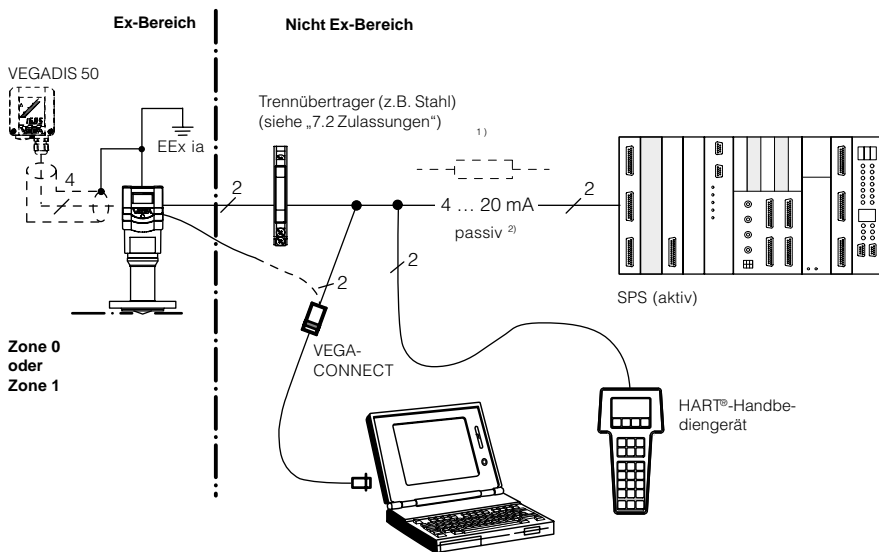 Ex-Bereich
Nicht Ex-Bereich
VEGADIS 50
Trennübertrager (z.B. Stahl)
(siehe „7.2 Zulassungen“)
EEx ia
1)
4
2
2
4 ... 20 mA
2
passiv 2)
2
2
SPS (aktiv)
Zone 0
oder
Zone 1
VEGA-
CONNECT
HART®-Handbe-
diengerät